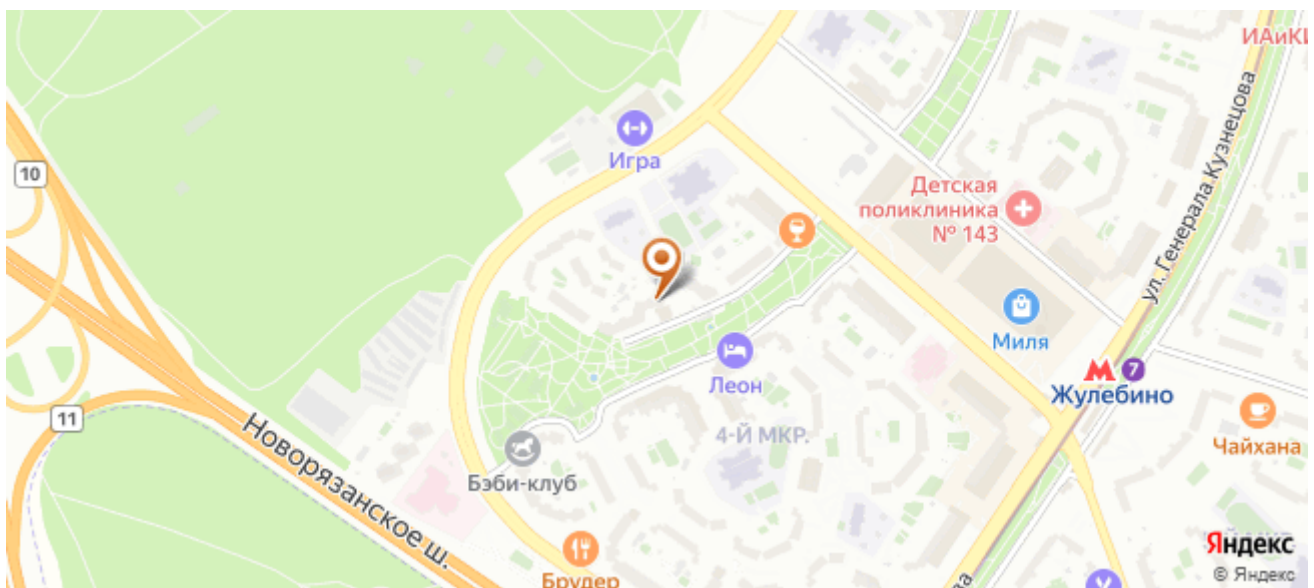 ИАиКИ
10
Игра
ул. Генерала Кузнецова
Детская
поликлиника
№ 143
Миля
7
Жулебино
Леон
11
Новорязанское ш.
4-Й МКР.
Чайхана
Бэби-клуб
Брудер
Яндекс
© Яндекс